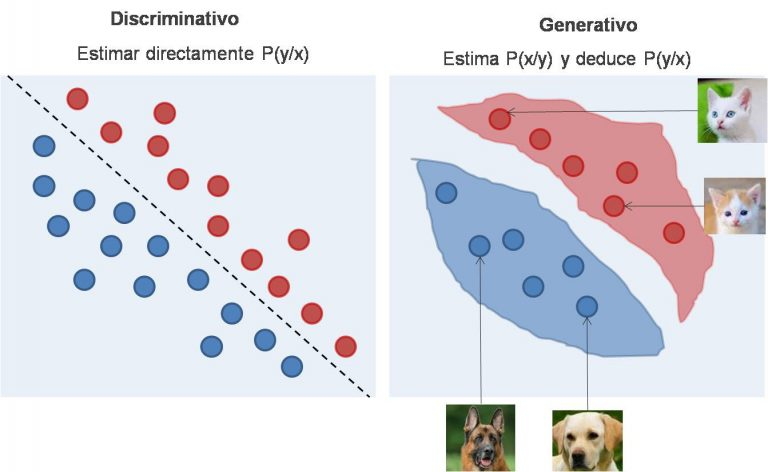 Discriminativo
Estimar directamente P(y/x)
Generativo
Estima P(x/y) y deduce P(y/x)